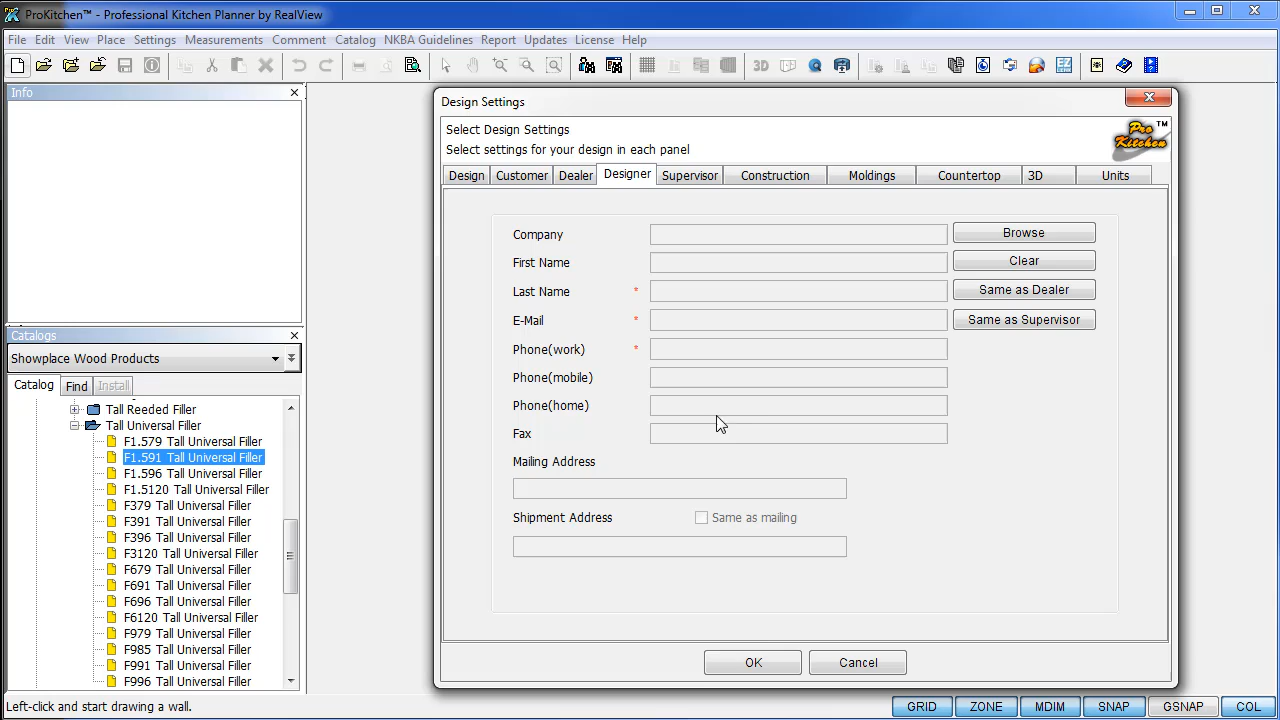 ProKitchen™ - Professional Kitchen Planner by RealView
File Edit View Place Settings Measurements Comment Catalog NKBA Guidelines Report Updates License Help
3D EZ
Info
Design Settings
Select Design Settings
Select settings for your design in each panel
Pro Kitchen ™
Design Customer Dealer Designer Supervisor Construction Moldings Countertop 3D Units
Company Browse
First Name Clear
Last Name * Same as Dealer
E-Mail * Same as Supervisor
Phone(work) *
Phone(mobile)
Phone(home)
Fax
Mailing Address
Shipment Address Same as mailing
OK Cancel
Catalogs
Showplace Wood Products
Catalog Find Install
Tall Reeded Filler
Tall Universal Filler
F1.579 Tall Universal Filler
F1.591 Tall Universal Filler
F1.596 Tall Universal Filler
F1.5120 Tall Universal Filler
F379 Tall Universal Filler
F391 Tall Universal Filler
F396 Tall Universal Filler
F3120 Tall Universal Filler
F679 Tall Universal Filler
F691 Tall Universal Filler
F696 Tall Universal Filler
F6120 Tall Universal Filler
F979 Tall Universal Filler
F985 Tall Universal Filler
F991 Tall Universal Filler
F996 Tall Universal Filler
Left-click and start drawing a wall. GRID ZONE MDIM SNAP GSNAP COL